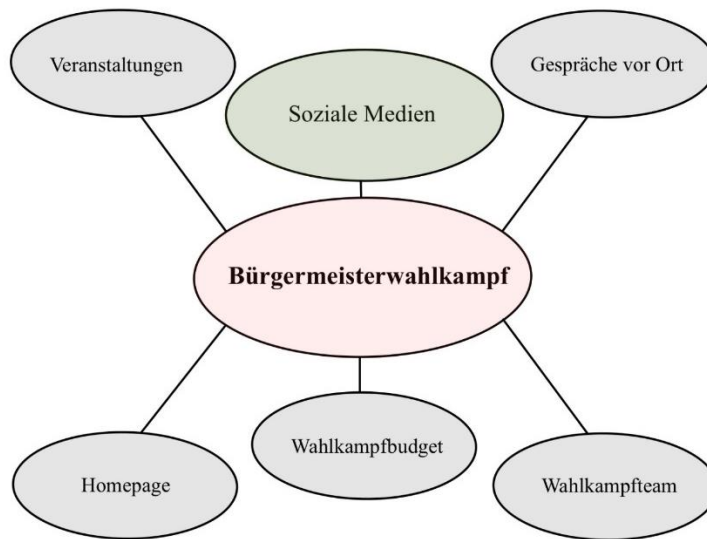 Veranstaltungen
Gespräche vor Ort
Soziale Medien
Bürgermeisterwahlkampf
Wahlkampfbudget
Homepage
Wahlkampfteam